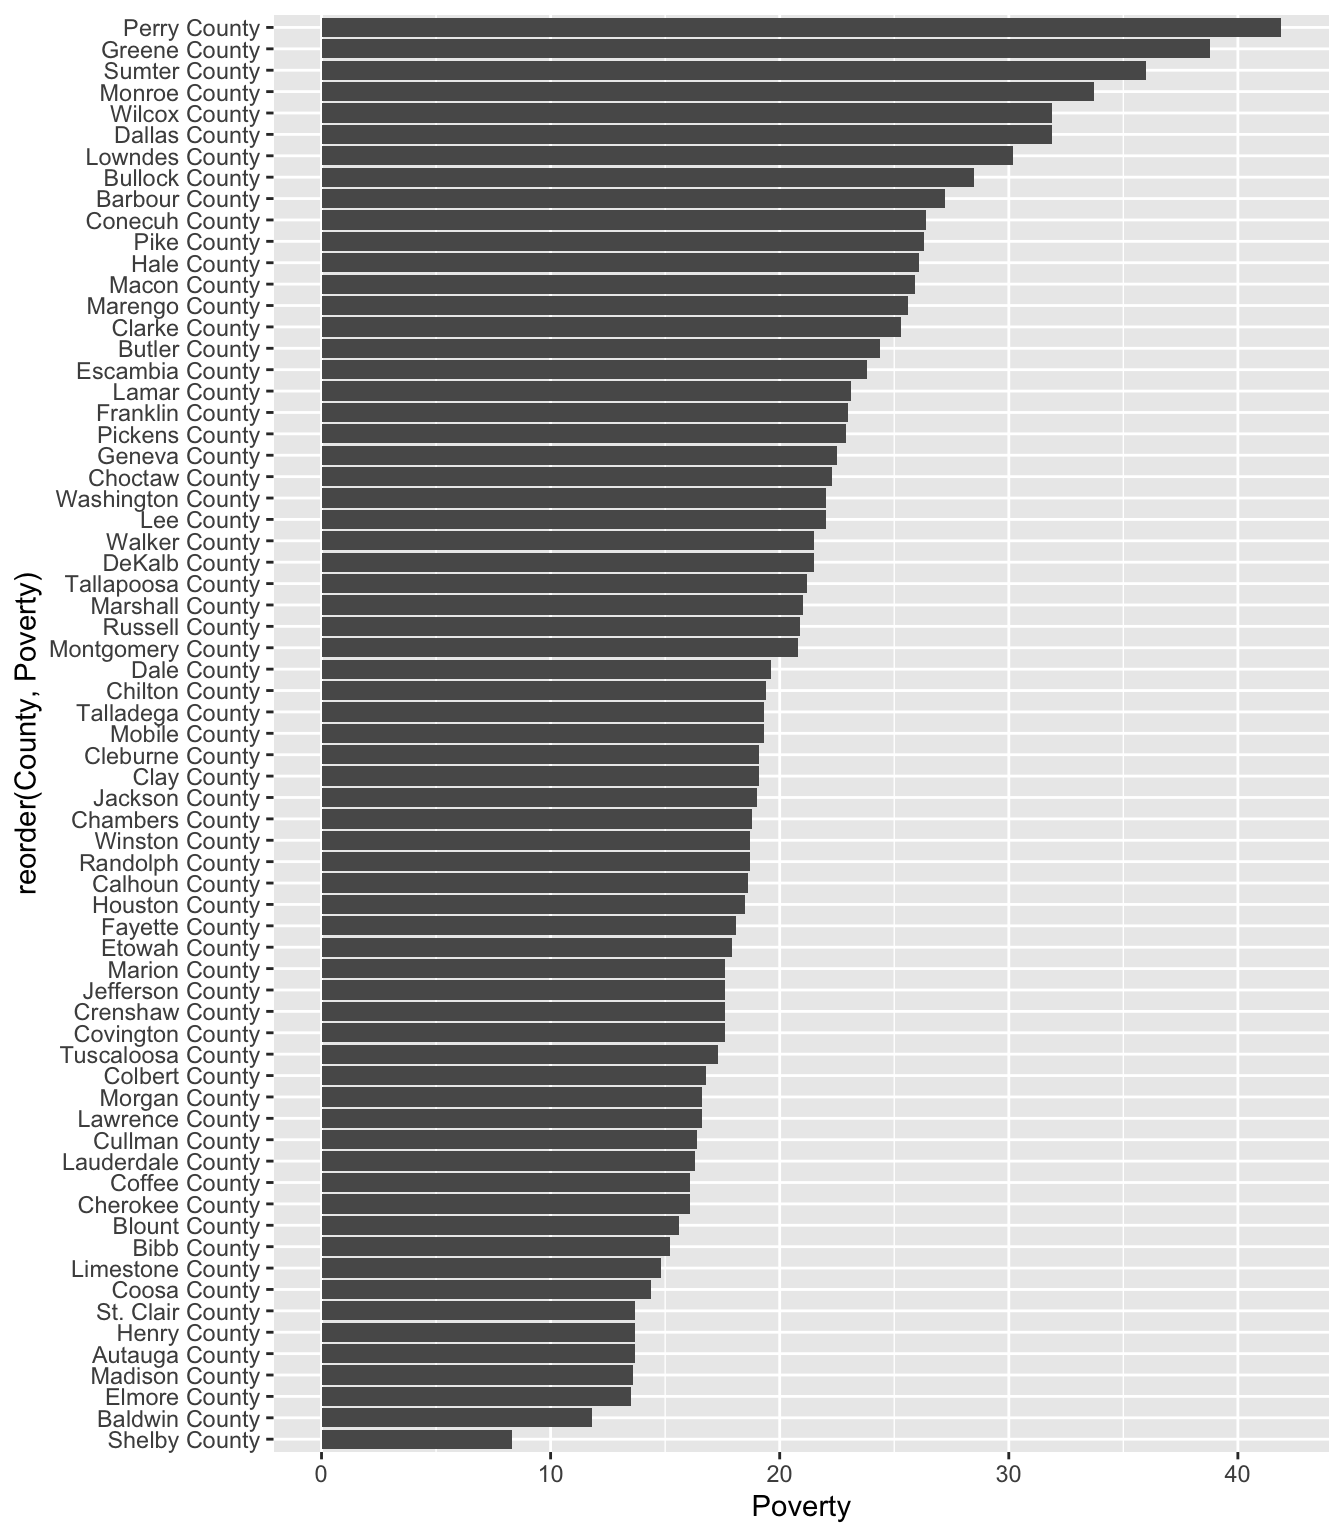 Perry County
Greene County
Sumter County
Monroe County
Wilcox County
Dallas County
Lowndes County
Bullock County
Barbour County
Conecuh County
Pike County
Hale County
Macon County
Marengo County
Clarke County
Butler County
Escambia County
Lamar County
Franklin County
Pickens County
Geneva County
Choctaw County
Washington County
Lee County
Walker County
DeKalb County
Tallapoosa County
Marshall County
Russell County
Montgomery County
Dale County
Chilton County
Talladega County
Mobile County
Cleburne County
Clay County
Jackson County
Chambers County
Winston County
Randolph County
Calhoun County
Houston County
Fayette County
Etowah County
Marion County
Jefferson County
Crenshaw County
Covington County
Tuscaloosa County
Colbert County
Morgan County
Lawrence County
Cullman County
Lauderdale County
Coffee County
Cherokee County
Blount County
Bibb County
Limestone County
Coosa County
St. Clair County
Henry County
Autauga County
Madison County
Elmore County
Baldwin County
Shelby County
reorder(County, Poverty)
0 10 20 30 40
Poverty